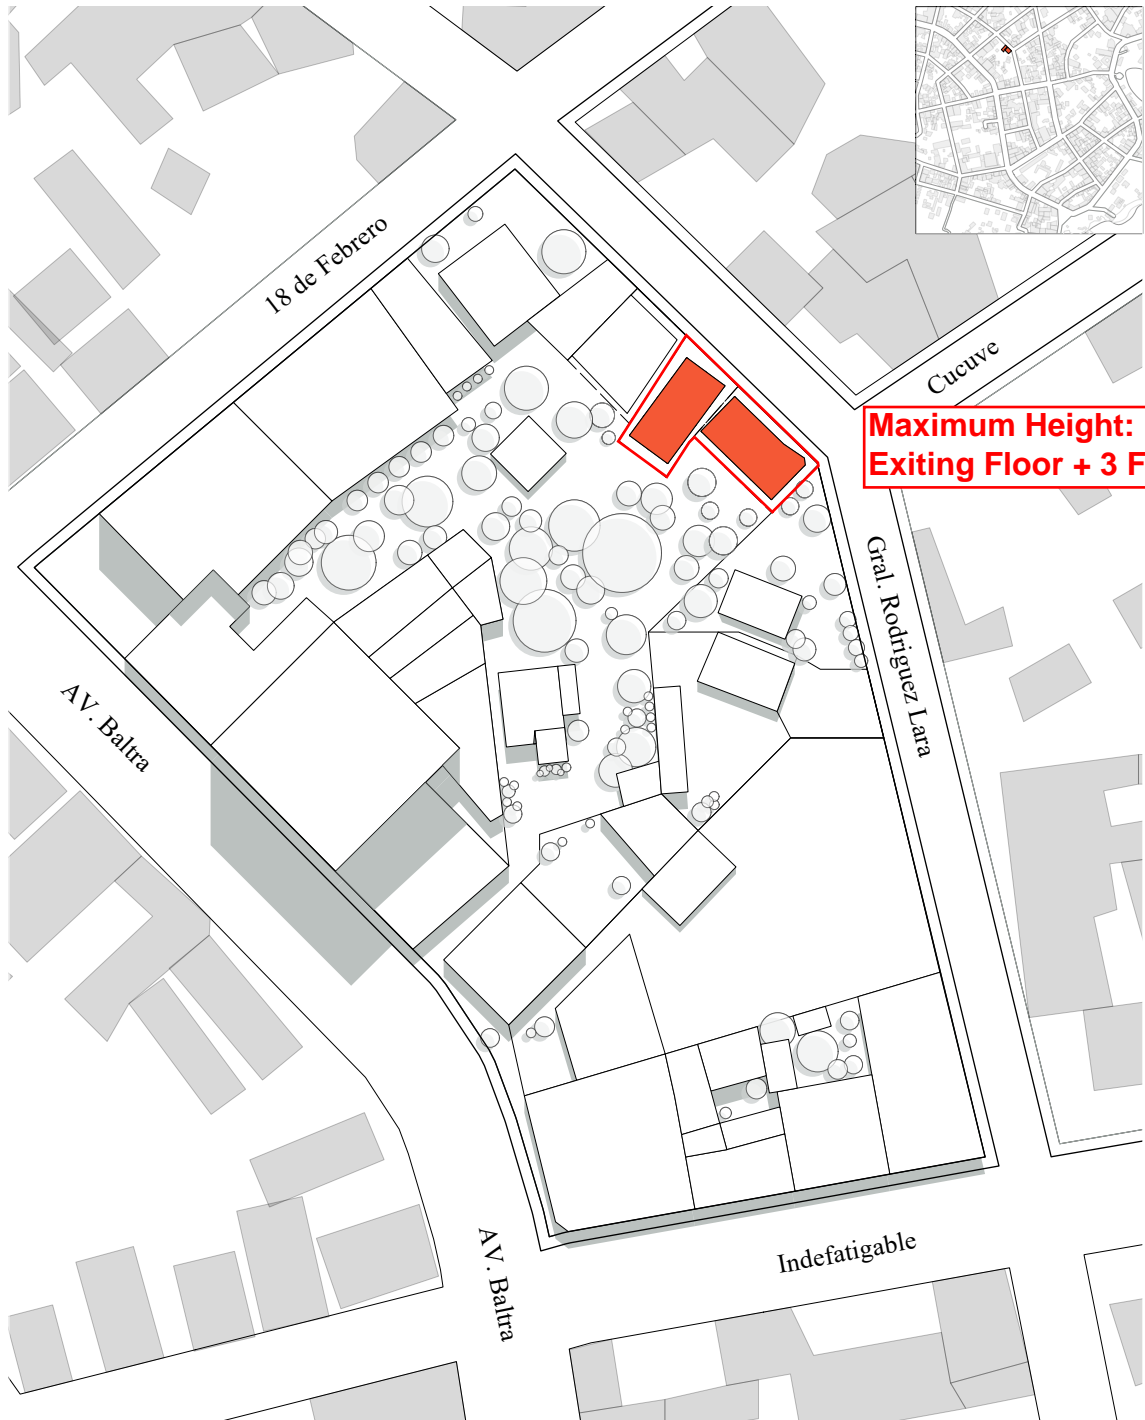 18 de Febrero
Cucuve
Maximum Height:
Exiting Floor + 3 F
Gral. Rodriguez Lara
AV. Baltra
AV. Baltra
Indefatigable